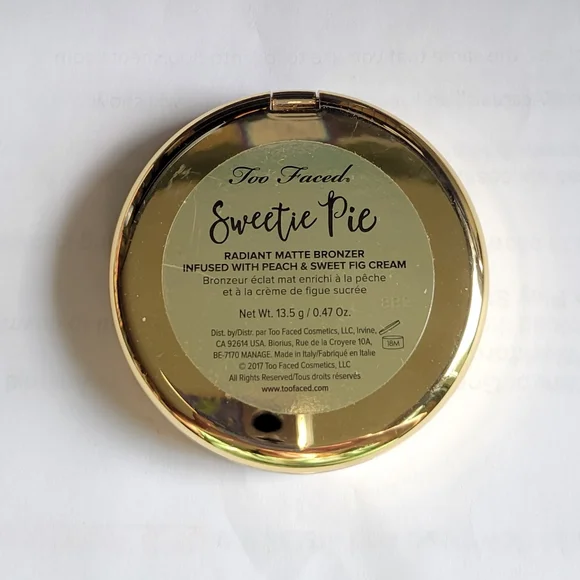 Too Faced.
Sweetie Pie
RADIANT MATTE BRONZER
INFUSED WITH PEACH & SWEET FIG CREAM
Bronzeur éclat mat enrichi à la pêche
et à la crème de figue sucrée
Net Wt. 13.5 g / 0.47 Oz.
Dist. by/Distr. par Too Faced Cosmetics, LLC, Irvine,
CA 92614 USA. Biorius, Rue de la Croyere 10A,
BE-7170 MANAGE. Made in Italy/Fabriqué en Italie
18M
© 2017 Too Faced Cosmetics, LLC
All Rights Reserved/Tous droits réservés
www.toofaced.com